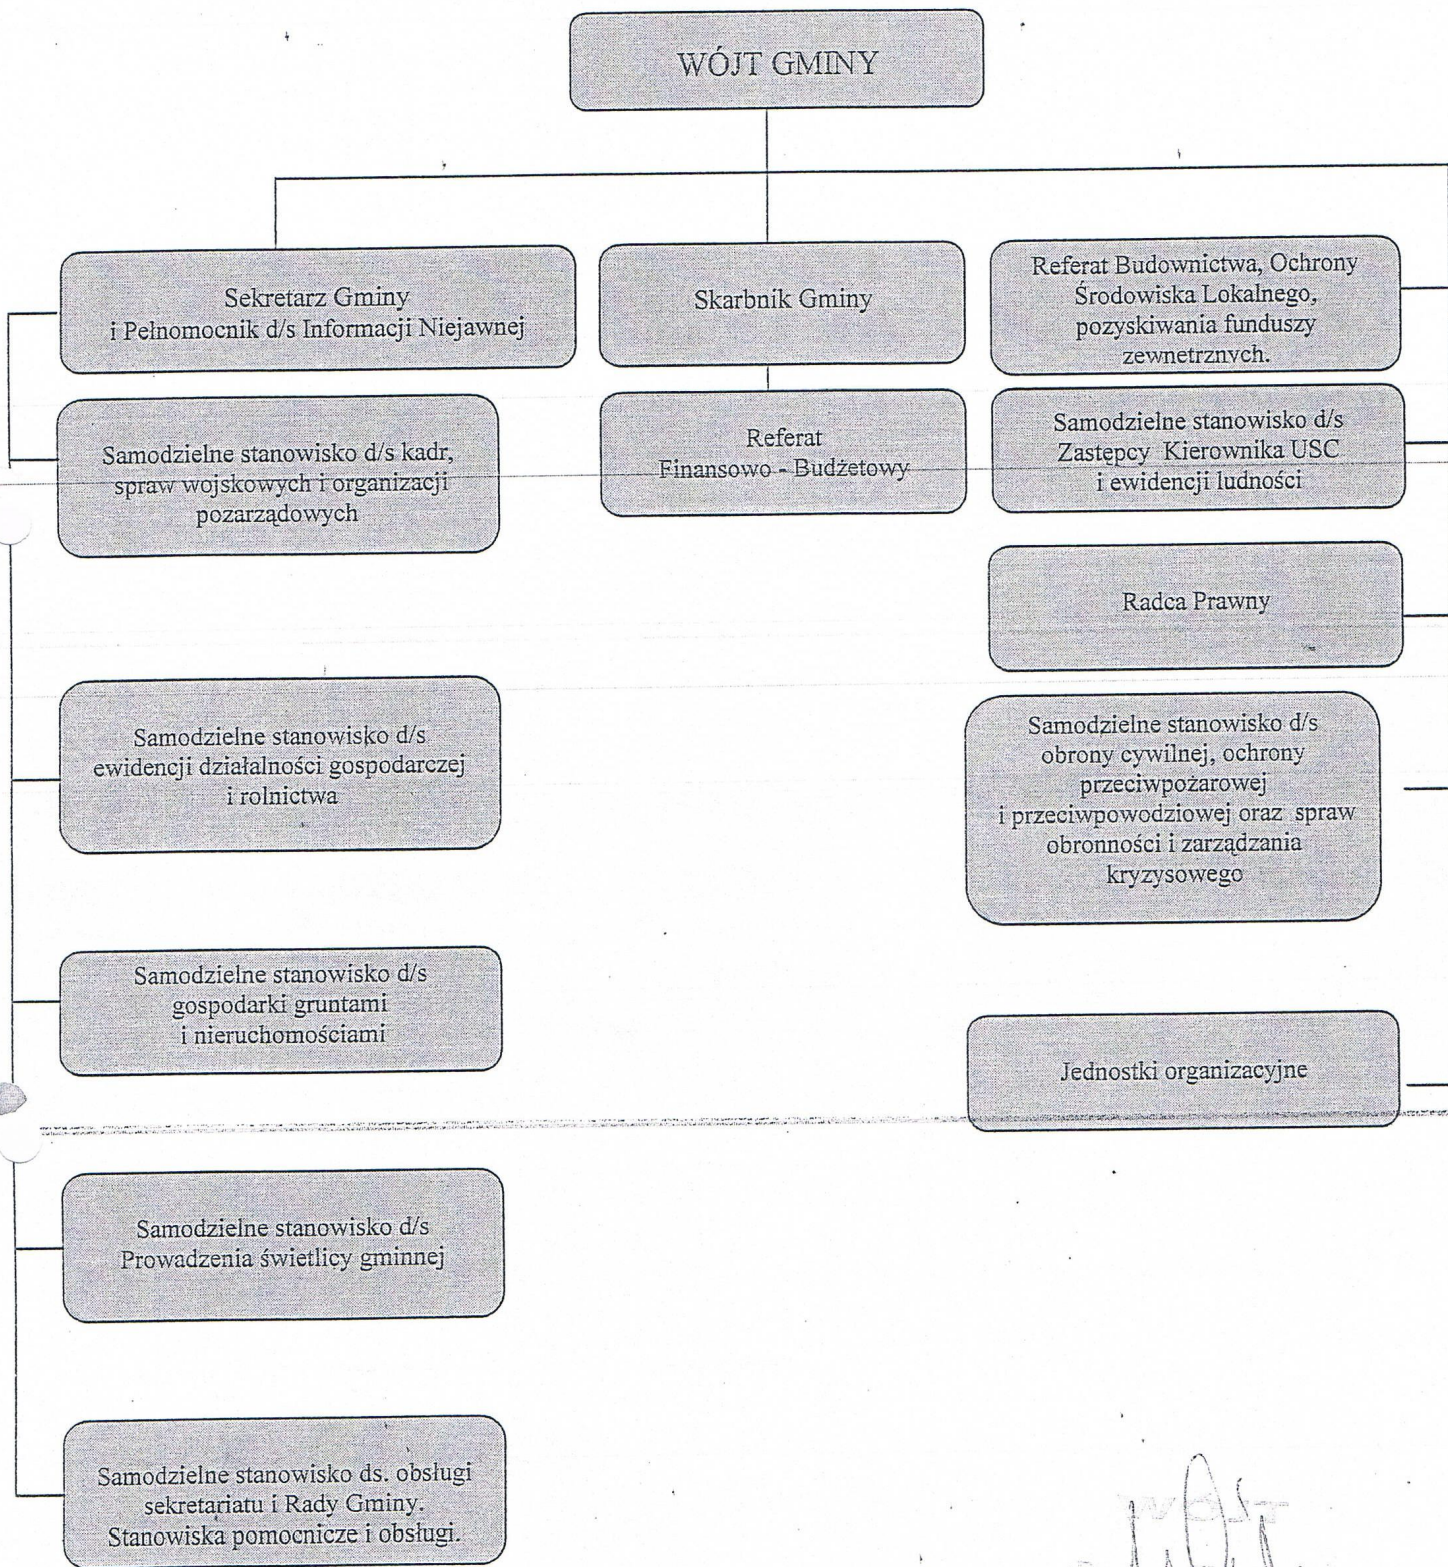 WÓJT GMINY
Sekretarz Gminy
i Pełnomocnik d/s Informacji Niejawnej
Skarbnik Gminy
Referat Budownictwa, Ochrony
Środowiska Lokalnego,
pozyskiwania funduszy
zewnetrznych.
Samodzielne stanowisko d/s kadr,
spraw wojskowych i organizacji
pozarządowych
Referat
Finansowo - Budżetowy
Samodzielne stanowisko d/s
Zastępcy Kierownika USC
i ewidencji ludności
Radca Prawny
Samodzielne stanowisko d/s
ewidencji działalności gospodarczej
i rolnictwa
Samodzielne stanowisko d/s
obrony cywilnej, ochrony
przeciwpożarowej
i przeciwpowodziowej oraz spraw
obronności i zarządzania
kryzysowego
Samodzielne stanowisko d/s
gospodarki gruntami
i nieruchomościami
Jednostki organizacyjne
Samodzielne stanowisko d/s
Prowadzenia świetlicy gminnej
Samodzielne stanowisko ds. obsługi
sekretariatu i Rady Gminy.
Stanowiska pomocnicze i obsługi.